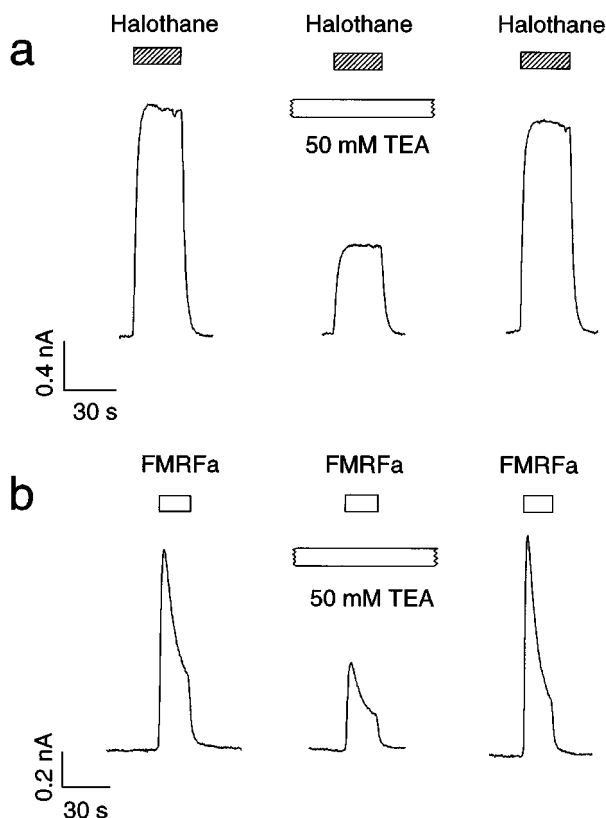 a
Halothane Halothane Halothane
50 mM TEA
0.4 nA
30 s
b
FMRFa FMRFa FMRFa
50 mM TEA
0.2 nA
30 s